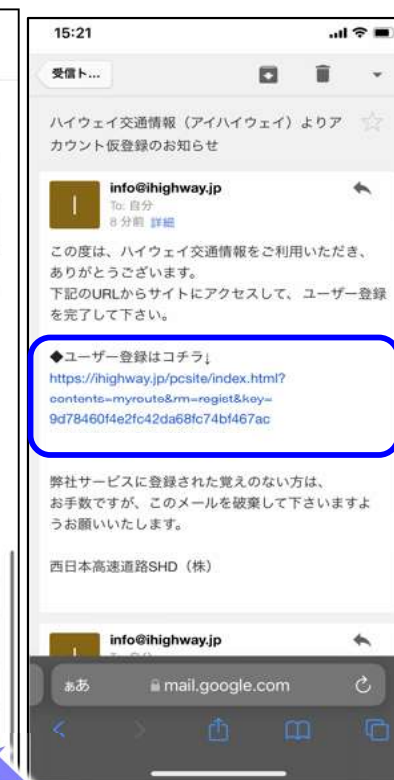 15:21
受信ト...
ハイウェイ交通情報（アイハイウェイ）よりア
カウント仮登録のお知らせ
I
info@ihighway.jp
To: 自分
8 分前 詳細
この度は、ハイウェイ交通情報をご利用いただき、
ありがとうございます。
下記のURLからサイトにアクセスして、ユーザー登録
を完了して下さい。
◆ユーザー登録はコチラ↓
https://ihighway.jp/pcsite/index.html?
contents=myroute&rm=regist&key=
9d78460f4e2fc42da68fc74bf467ac
弊社サービスに登録された覚えのない方は、
お手数ですが、このメールを破棄して下さいますよ
うお願いいたします。
西日本高速道路SHD（株）
info@ihighway.jp
ぁあ
mail.google.com